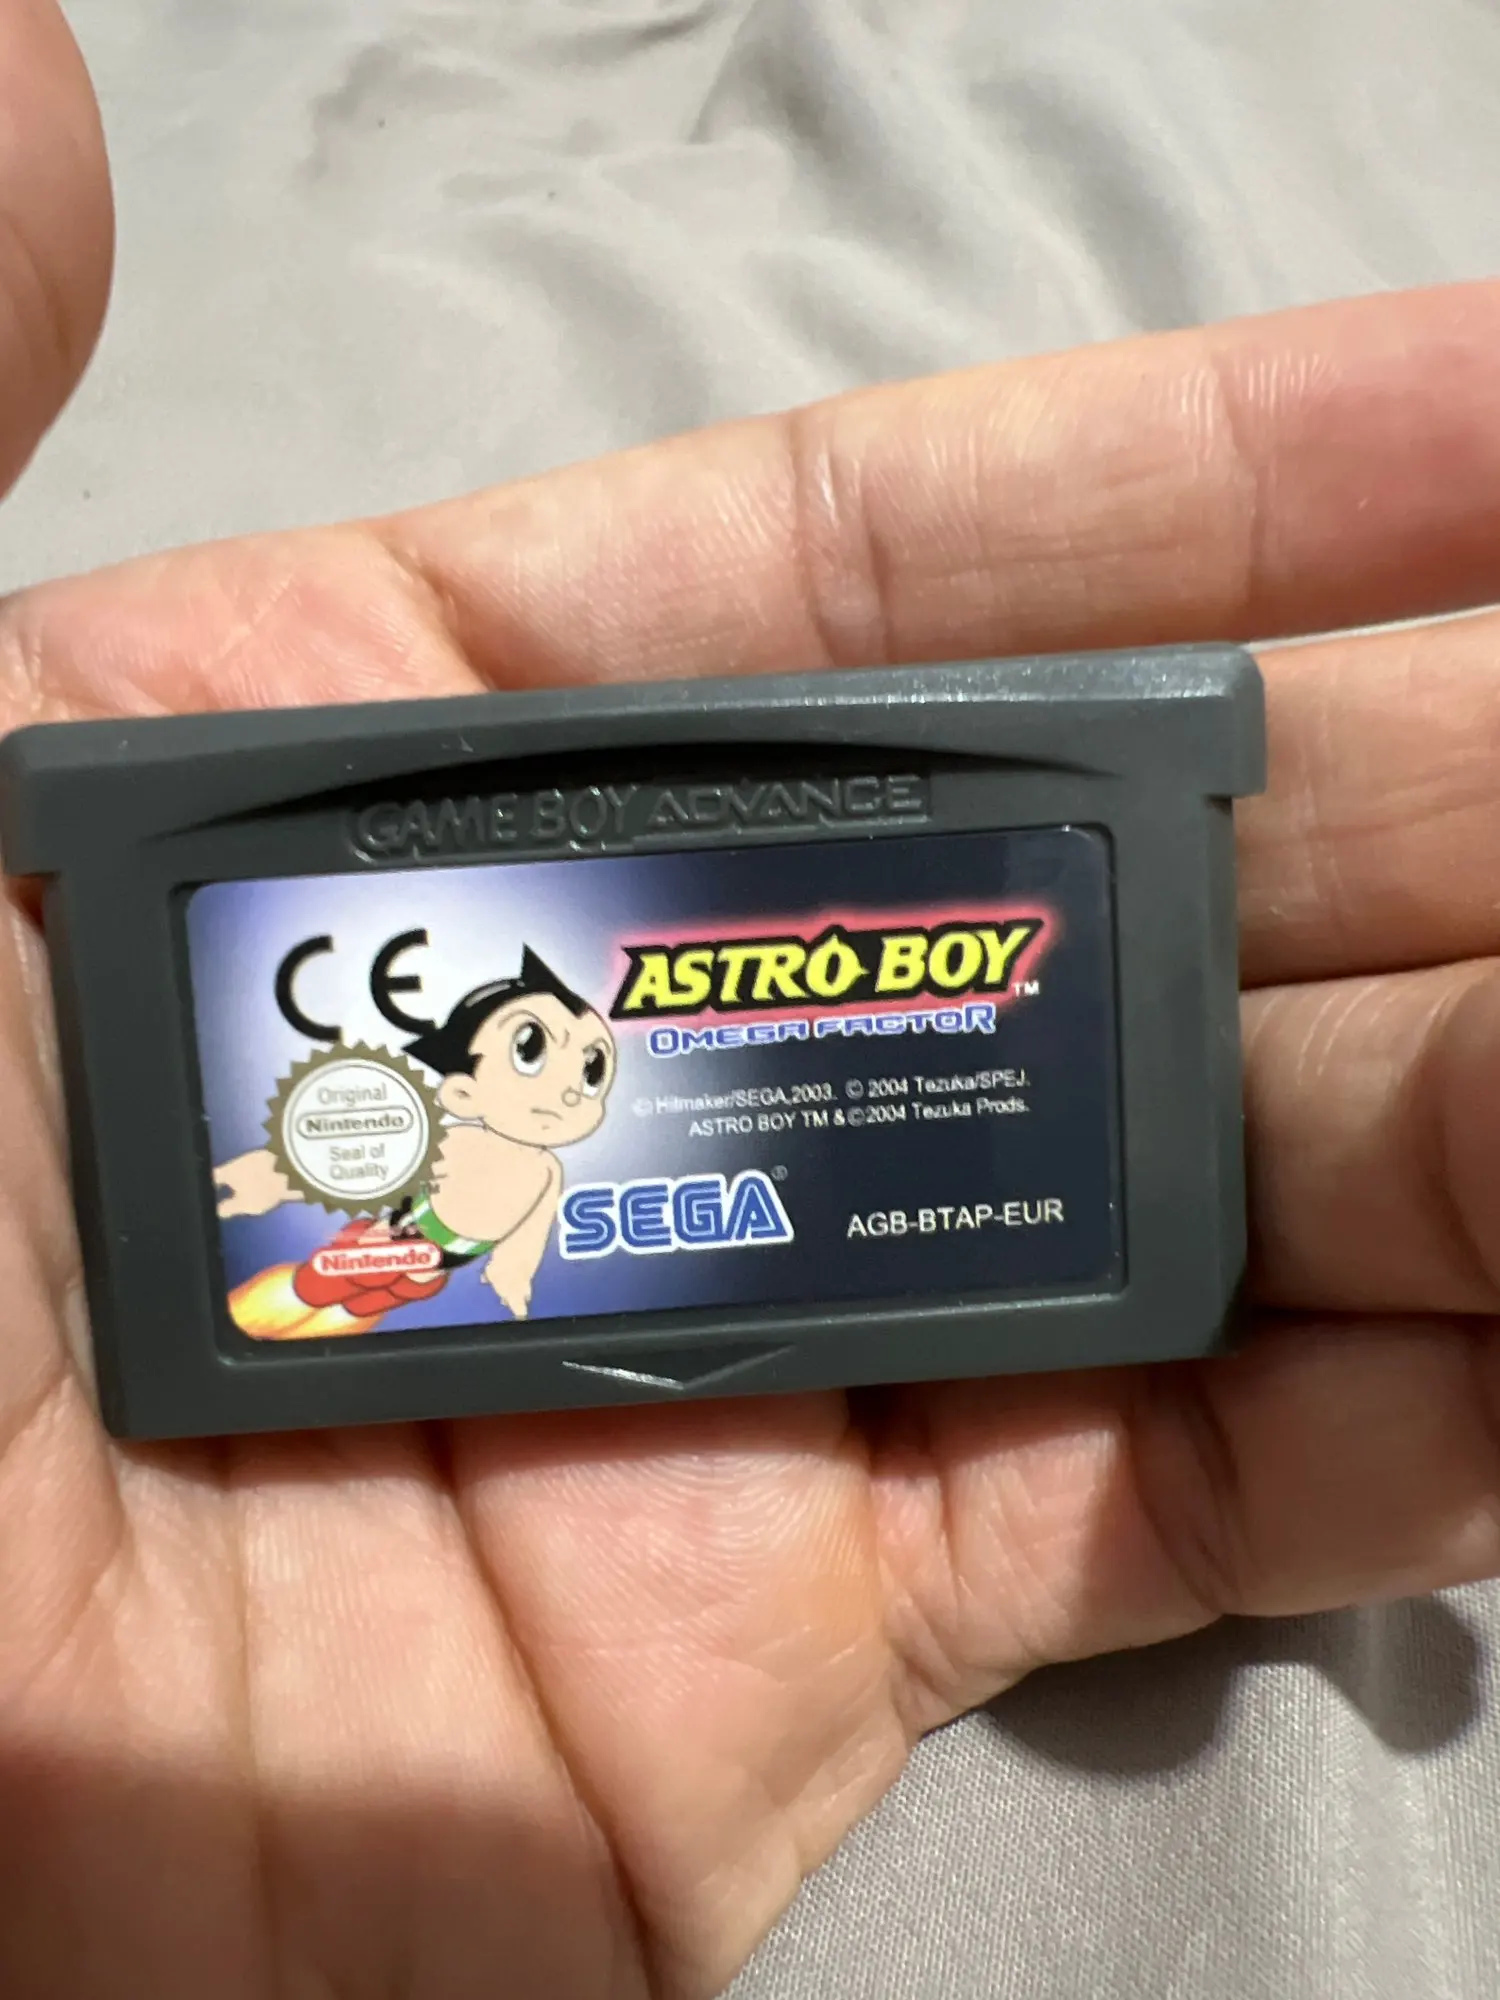 GAME BOY ADVANCE
CE
ASTRO BOY™
OMEGA FACTOR
Original
Nintendo
Seal of
Quality
© Hitmaker/SEGA,2003. © 2004 Tezuka/SPEJ.
ASTRO BOY TM & © 2004 Tezuka Prods.
SEGA®
AGB-BTAP-EUR
TM
Nintendo®